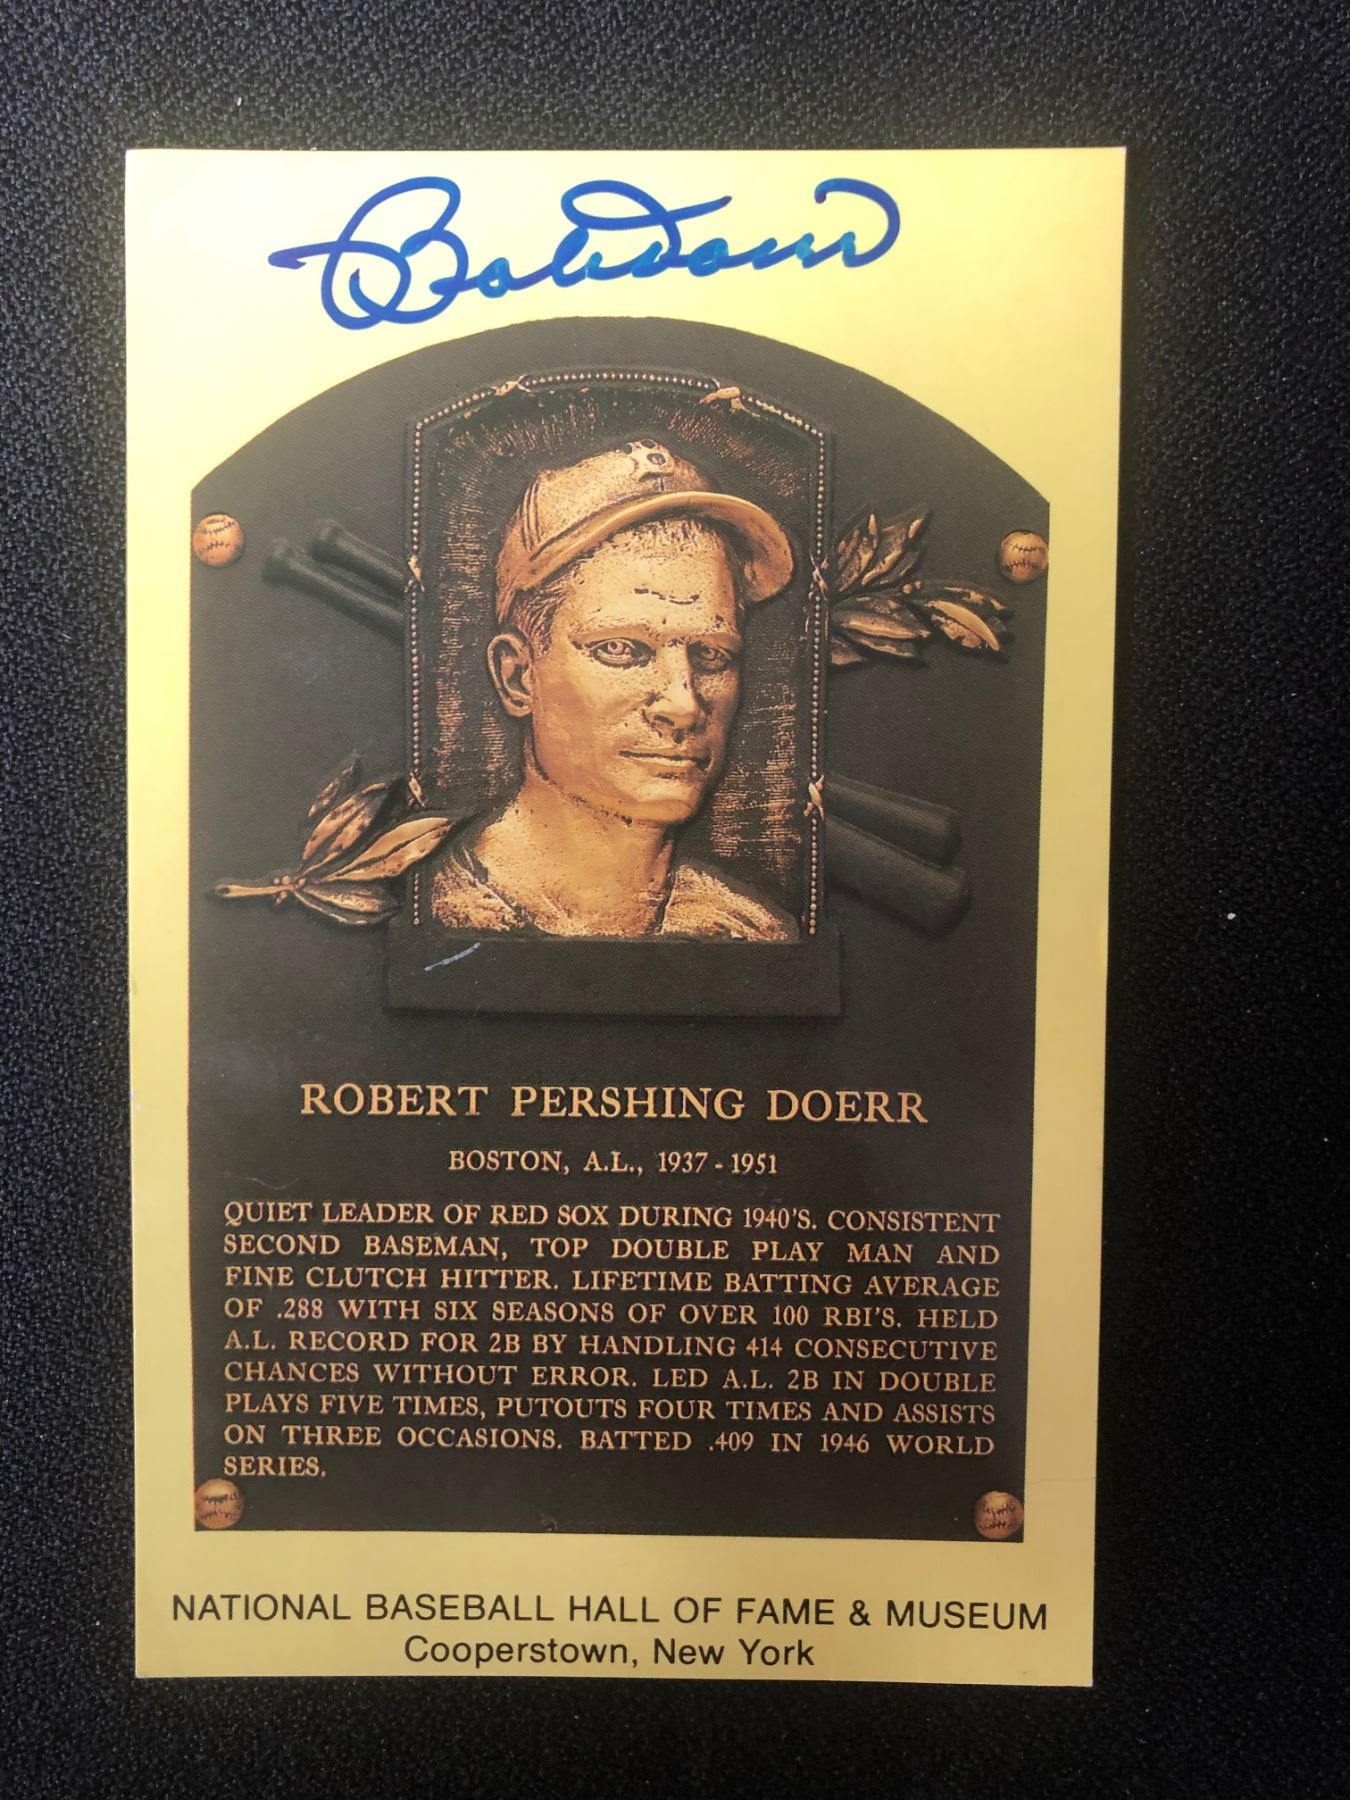 Bob Doerr
ROBERT PERSHING DOERR
BOSTON, A.L., 1937 - 1951
QUIET LEADER OF RED SOX DURING 1940'S. CONSISTENT
SECOND BASEMAN, TOP DOUBLE PLAY MAN AND
FINE CLUTCH HITTER. LIFETIME BATTING AVERAGE
OF .288 WITH SIX SEASONS OF OVER 100 RBI'S. HELD
A.L. RECORD FOR 2B BY HANDLING 414 CONSECUTIVE
CHANCES WITHOUT ERROR. LED A.L. 2B IN DOUBLE
PLAYS FIVE TIMES, PUTOUTS FOUR TIMES AND ASSISTS
ON THREE OCCASIONS. BATTED .409 IN 1946 WORLD
SERIES.
NATIONAL BASEBALL HALL OF FAME & MUSEUM
Cooperstown, New York